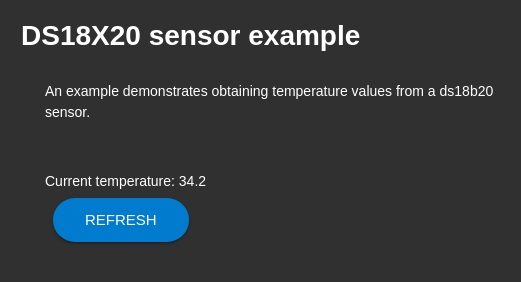 DS18X20 sensor example
An example demonstrates obtaining temperature values from a ds18b20
sensor.
Current temperature: 34.2
REFRESH